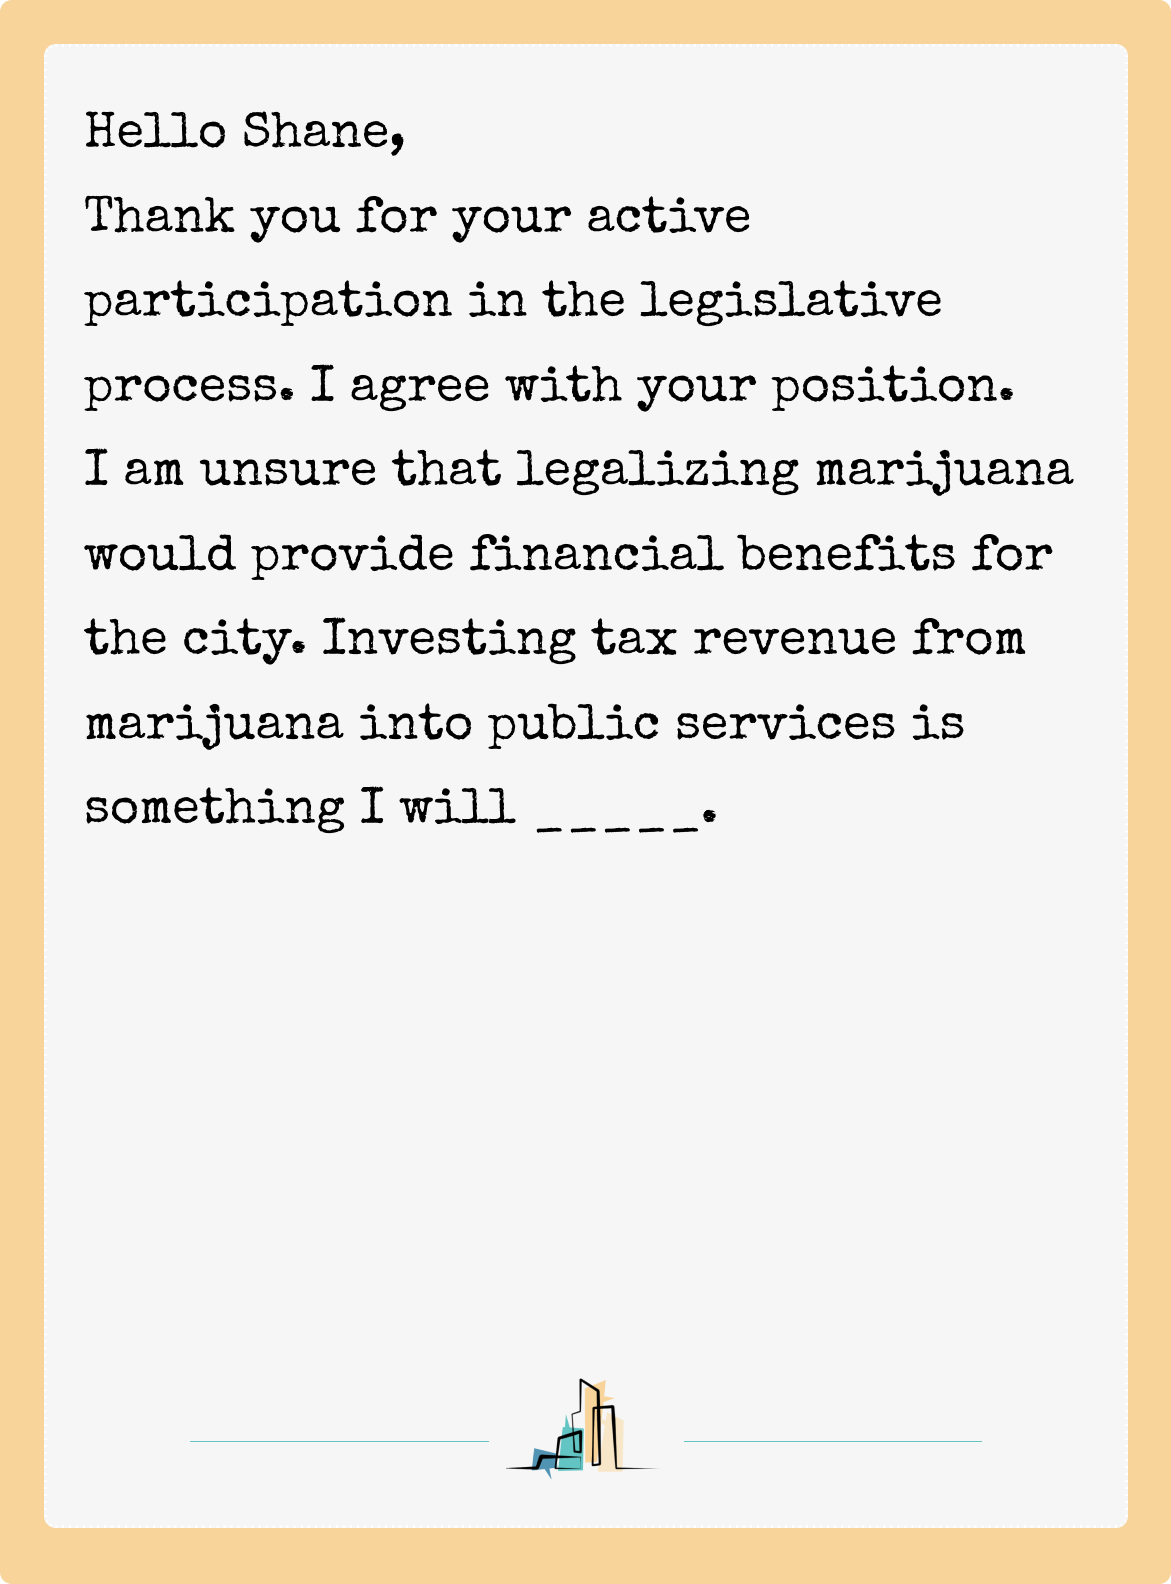 Hello Shane,
Thank you for your active
participation in the legislative
process. I agree with your position.
I am unsure that legalizing marijuana
would provide financial benefits for
the city. Investing tax revenue from
marijuana into public services is
something I will _____.